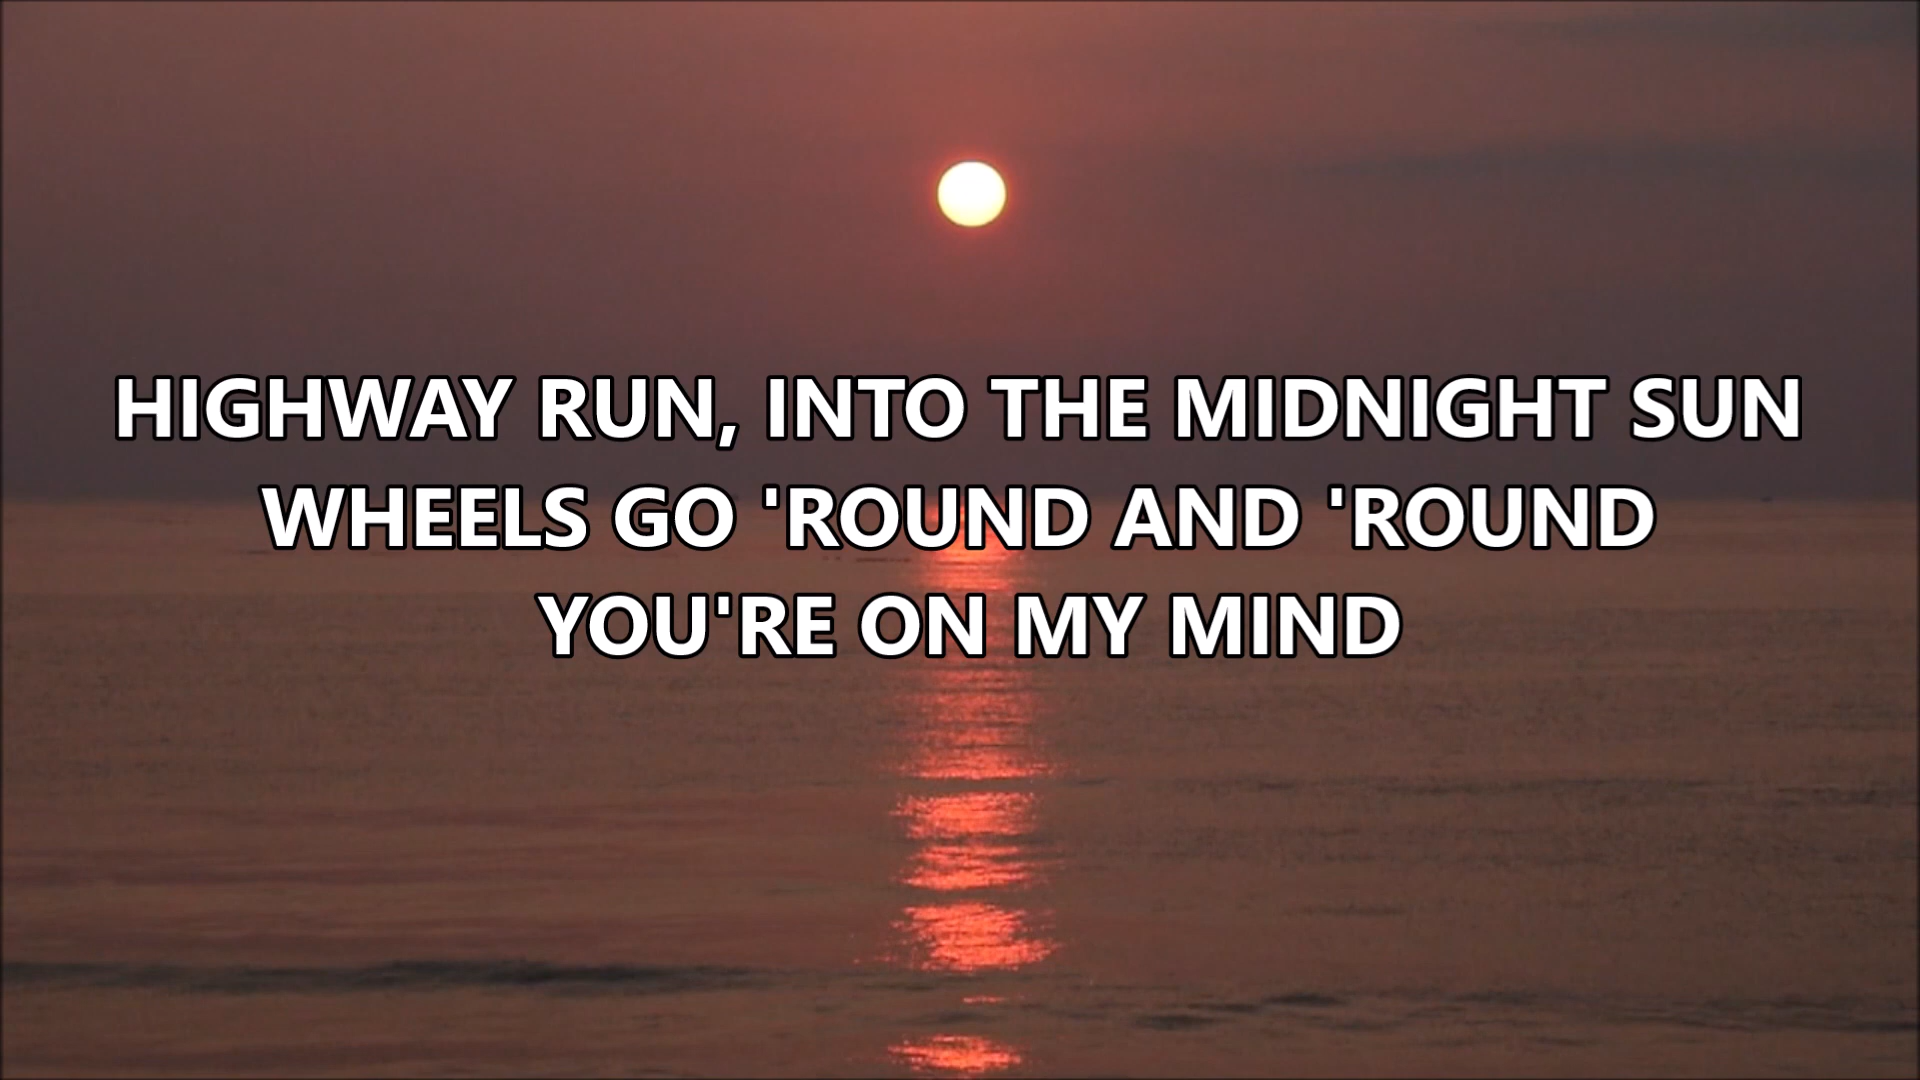 HIGHWAY RUN, INTO THE MIDNIGHT SUN
WHEELS GO 'ROUND AND 'ROUND
YOU'RE ON MY MIND